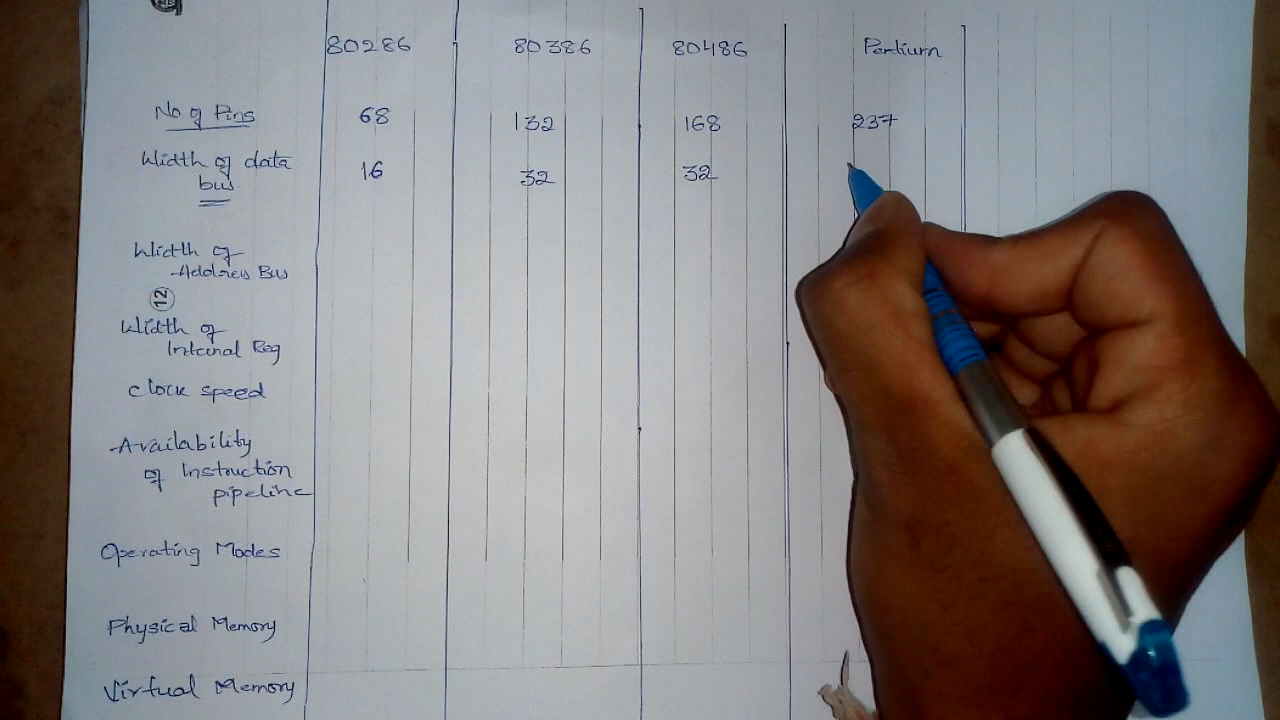 80286 80386 80486 Pentium
No of Pins 68 132 168 237
Width of data 16 32 32
bus
Width of
Address Bus
12
Width of
Internal Reg
Clock speed
Availability
of Instruction
pipeline
Operating Modes
Physical Memory
Virtual Memory